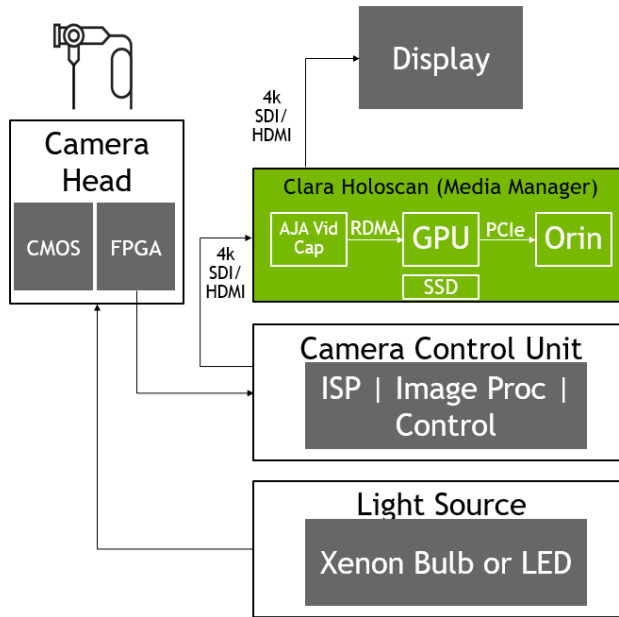 Display
4k
SDI/
HDMI
Camera
Head
CMOS
FPGA
Clara Holoscan (Media Manager)
AJA Vid
Cap
RDMA
GPU
PCIe
Orin
SSD
4k
SDI/
HDMI
Camera Control Unit
ISP | Image Proc |
Control
Light Source
Xenon Bulb or LED